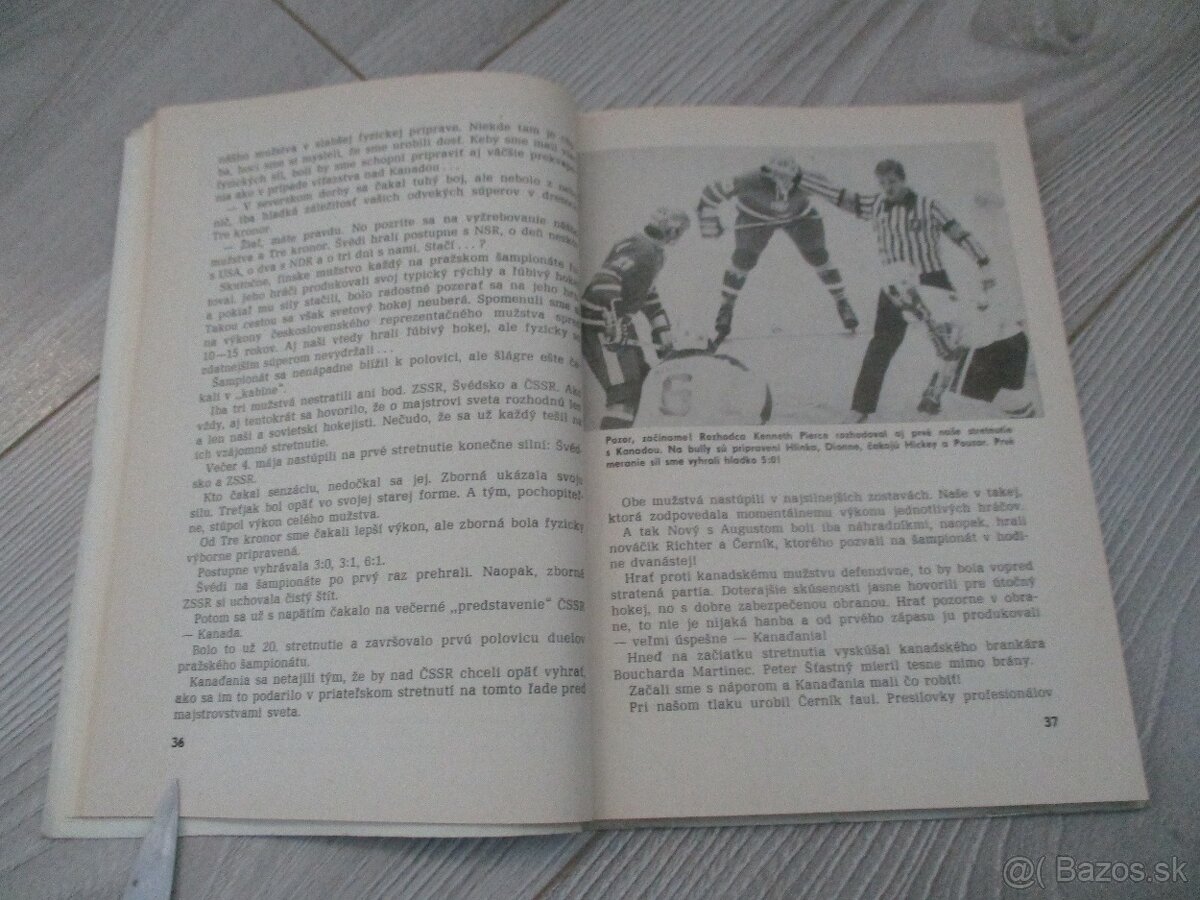 nášho mužstva v slabšej fyzickej príprave. Niekde tam je
ba, hoci sme si mysleli, že sme urobili dosť. Keby sme mali
fyzických síl, boli by sme schopní pripraviť aj väčšie
nia ako v prípade víťazstva nad Kanadou...
— V severskom derby sa čakal tuhý boj, ale nebolo z
nič, iba hladká záležitosť vašich odvekých súperov v
Tre kronor.
— Žiaľ, máte pravdu. No pozrite sa na vyžrebovanie
mužstva a Tre kronor. Švédi hrali postupne s NSR, o deň
s USA, o dva s NDR a o tri dni s nami. Stačí...?
Skutočne, fínske mužstvo každý na pražskom šampionáte
toval. Jeho hráči produkovali svoj typický rýchly a ľúbivý
a pokiaľ mu sily stačili, bolo radostné pozerať sa na jeho
Takou cestou sa však svetový hokej neuberá. Spomenuli sme
na výkony československého reprezentačného mužstva spred
10—15 rokov. Aj naši vtedy hrali ľúbivý hokej, ale fyzicky
zdatnejším súperom nevydržali...
Šampionát sa nenápadne blížil k polovici, ale šlágre ešte
kali v „kabíne".
Iba tri mužstvá nestratili ani bod. ZSSR, Švédsko a ČSSR. Ako
vždy, aj tentokrát sa hovorilo, že o majstrovi sveta rozhodnú len
a len naši a sovietski hokejisti. Nečudo, že sa už každý tešil na
ich vzájomné stretnutie.
Večer 4. mája nastúpili na prvé stretnutie konečne silní: Švéd-
sko a ZSSR.
Kto čakal senzáciu, nedočkal sa jej. Zborná ukázala svoju
silu. Treťjak bol opäť vo svojej starej forme. A tým, pochopiteľ-
ne, stúpol výkon celého mužstva.
Od Tre kronor sme čakali lepší výkon, ale zborná bola fyzicky
výborne pripravená.
Postupne vyhrávala 3:0, 3:1, 6:1.
Švédi na šampionáte po prvý raz prehrali. Naopak, zborná
ZSSR si uchovala čistý štít.
Potom sa už s napätím čakalo na večerné „predstavenie" ČSSR
— Kanada.
Bolo to už 20. stretnutie a završovalo prvú polovicu duelov
pražského šampionátu.
Kanaďania sa netajili tým, že by nad ČSSR chceli opäť vyhrať,
ako sa im to podarilo v priateľskom stretnutí na tomto ľade pred
majstrovstvami sveta.
36
Pozor, začíname! Rozhodca Kenneth Pierce rozhodoval aj prvé naše stretnutie
s Kanadou. Na buly sú pripravení Hlinka, Dionne, čakajú Hickey a Pouzar. Prvé
meranie síl sme vyhrali hladko 5:0!
Obe mužstvá nastúpili v najsilnejších zostavách. Naše v takej,
ktorá zodpovedala momentálnemu výkonu jednotlivých hráčov.
A tak Nový s Augustom boli iba náhradníkmi, naopak, hrali
nováčik Richter a Černík, ktorého pozvali na šampionát v hodi-
ne dvanástej!
Hrať proti kanadskému mužstvu defenzívne, to by bola vopred
stratená partia. Doterajšie skúsenosti jasne hovorili pre útočný
hokej, no s dobre zabezpečenou obranou. Hrať pozorne v obra-
ne, to nie je nijaká hanba a od prvého zápasu ju produkovali
— veľmi úspešne — Kanaďania!
Hneď na začiatku stretnutia vyskúšal kanadského brankára
Boucharda Martinec. Peter Šťastný mieril tesne mimo brány.
Začali sme s náporom a Kanaďania mali čo robiť!
Pri našom tlaku urobil Černík faul. Presilovky profesionálov
37
@( Bazos.sk